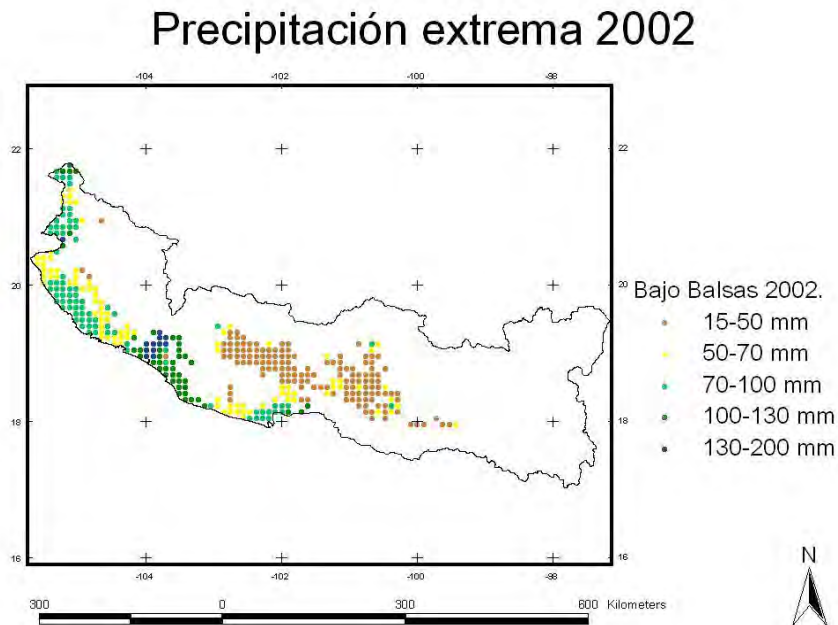 Precipitación extrema 2002
-104 -102 -100 -98
22 22
20 20
18 18
16 16
-104 -102 -100 -98
Bajo Balsas 2002.
15-50 mm
50-70 mm
70-100 mm
100-130 mm
130-200 mm
N
300 0 300 600 Kilometers